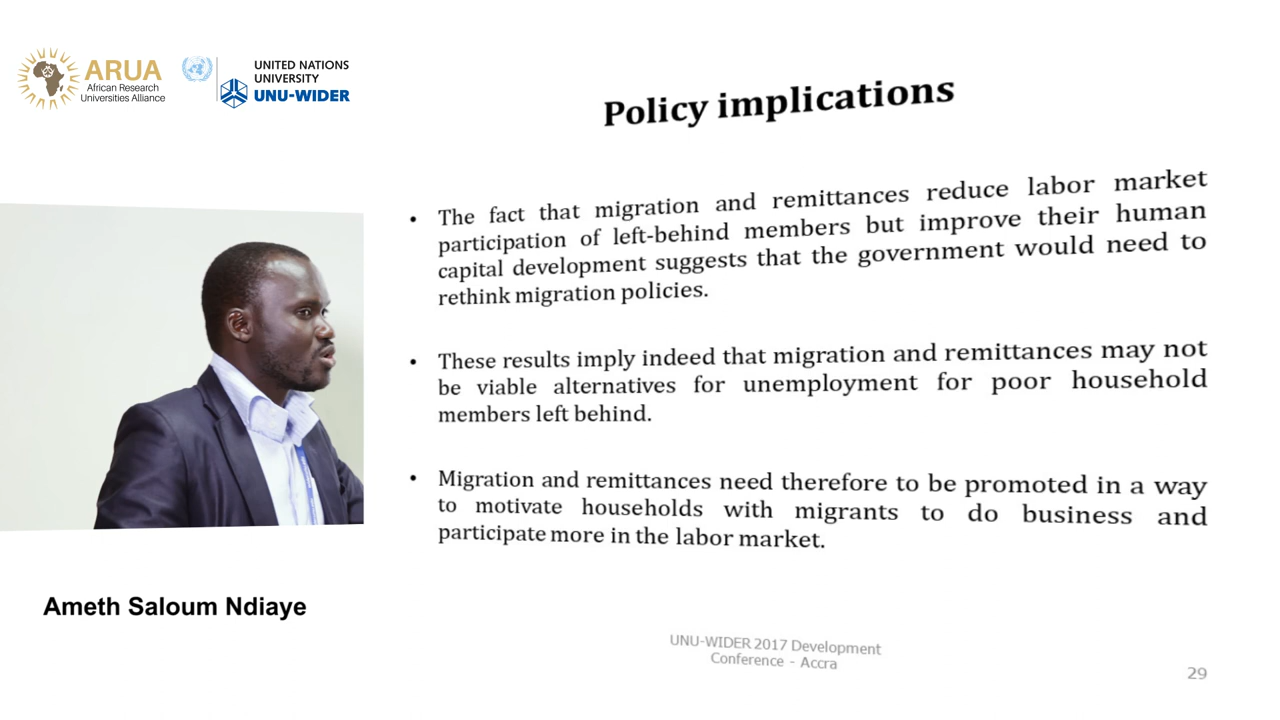 ARUA
African Research
Universities Alliance
UNITED NATIONS
UNIVERSITY
UNU-WIDER
Policy implications
• The fact that migration and remittances reduce labor market
participation of left-behind members but improve their human
capital development suggests that the government would need to
rethink migration policies.
• These results imply indeed that migration and remittances may not
be viable alternatives for unemployment for poor household
members left behind.
• Migration and remittances need therefore to be promoted in a way
to motivate households with migrants to do business and
participate more in the labor market.
Ameth Saloum Ndiaye
UNU-WIDER 2017 Development
Conference - Accra
29